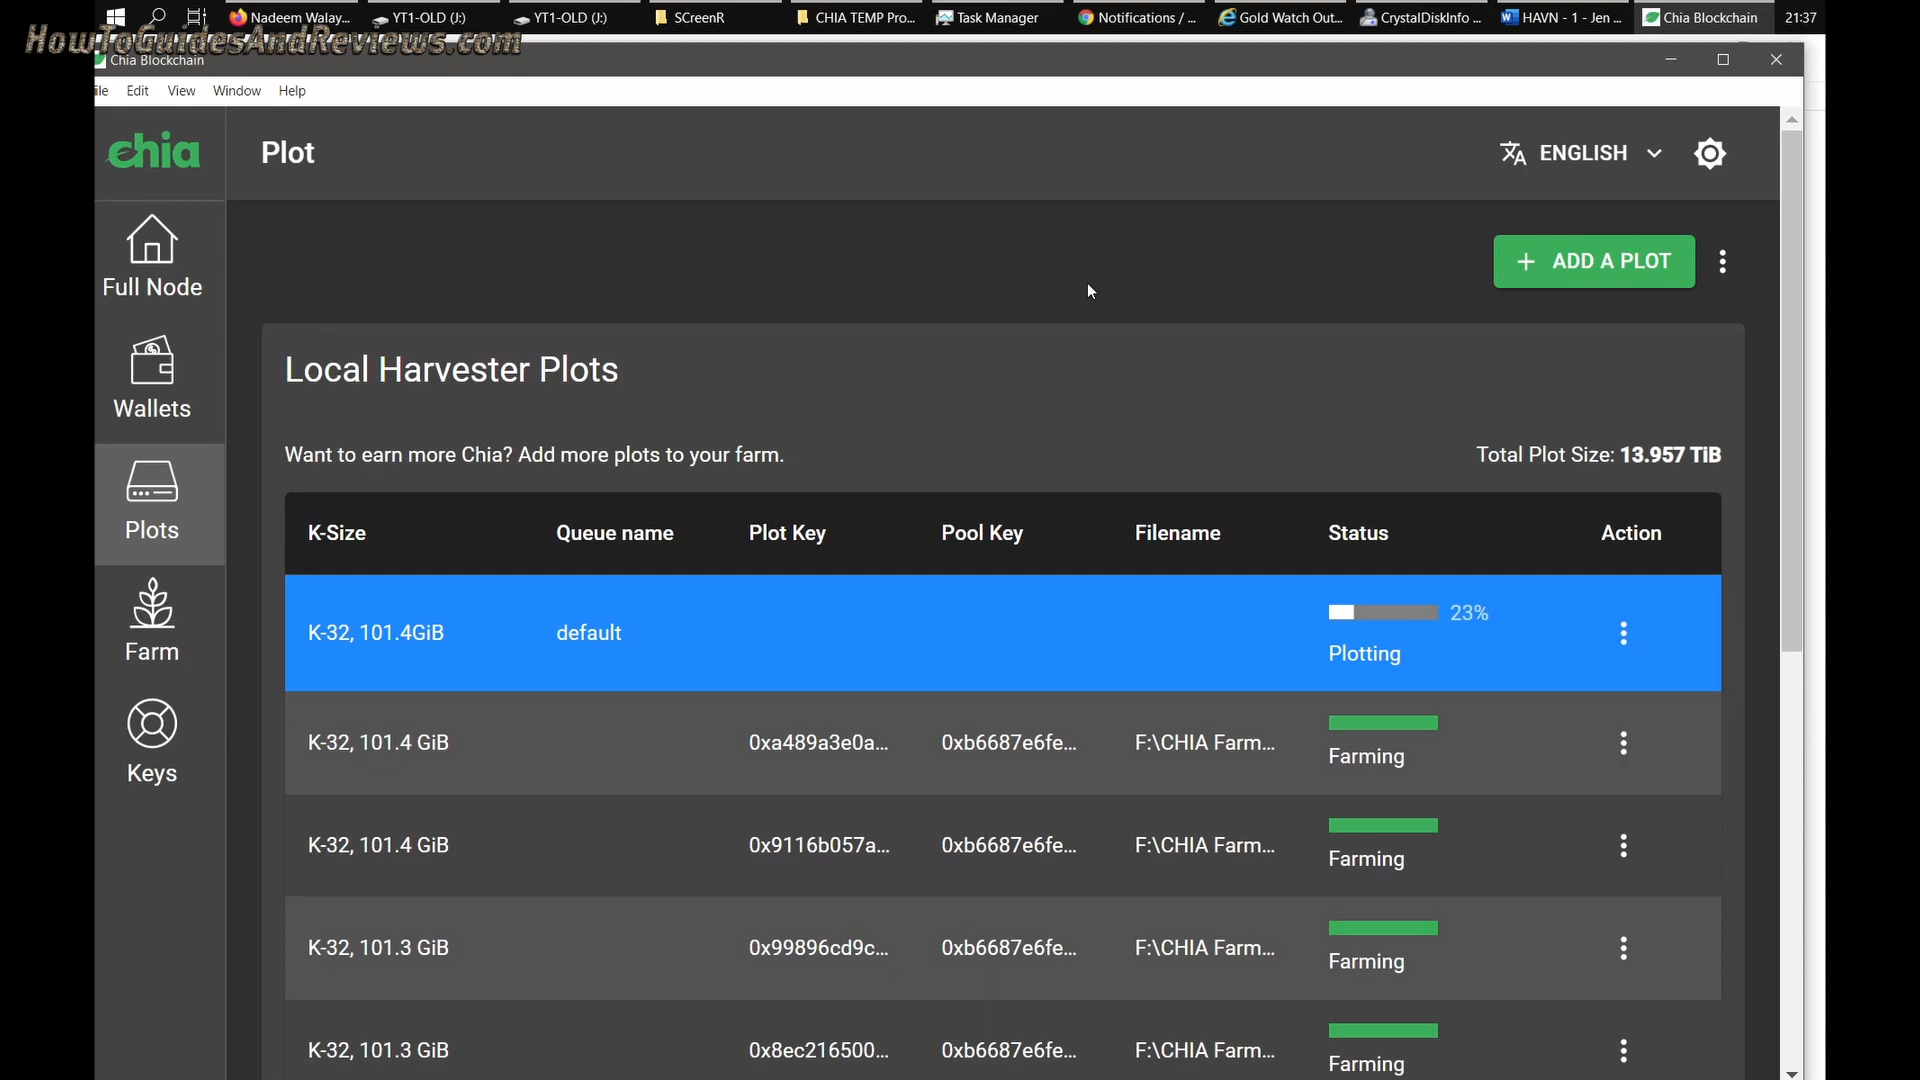 Nadeem Walay...
YT1-OLD (J:)
YT1-OLD (J:)
SCreenR
CHIA TEMP Pro...
Task Manager
Notifications / ...
Gold Watch Out...
CrystalDiskInfo ...
HAVN - 1 - Jen ...
Chia Blockchain
21:37
HowToGuidesAndReviews.com
Chia Blockchain
ile Edit View Window Help
chia
Plot
ENGLISH
Full Node
Wallets
Plots
Farm
Keys
+ ADD A PLOT
Local Harvester Plots
Want to earn more Chia? Add more plots to your farm.
Total Plot Size: 13.957 TiB
K-Size Queue name Plot Key Pool Key Filename Status Action
K-32, 101.4GiB default 23%
Plotting
K-32, 101.4 GiB 0xa489a3e0a... 0xb6687e6fe... F:\CHIA Farm... Farming
K-32, 101.4 GiB 0x9116b057a... 0xb6687e6fe... F:\CHIA Farm... Farming
K-32, 101.3 GiB 0x99896cd9c... 0xb6687e6fe... F:\CHIA Farm... Farming
K-32, 101.3 GiB 0x8ec216500... 0xb6687e6fe... F:\CHIA Farm... Farming